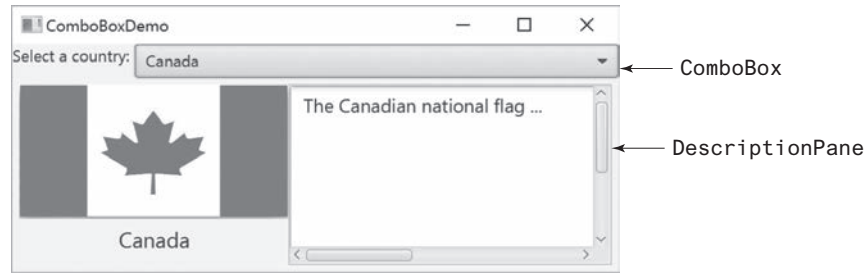 ComboBoxDemo
Select a country: Canada
ComboBox
The Canadian national flag ...
DescriptionPane
Canada